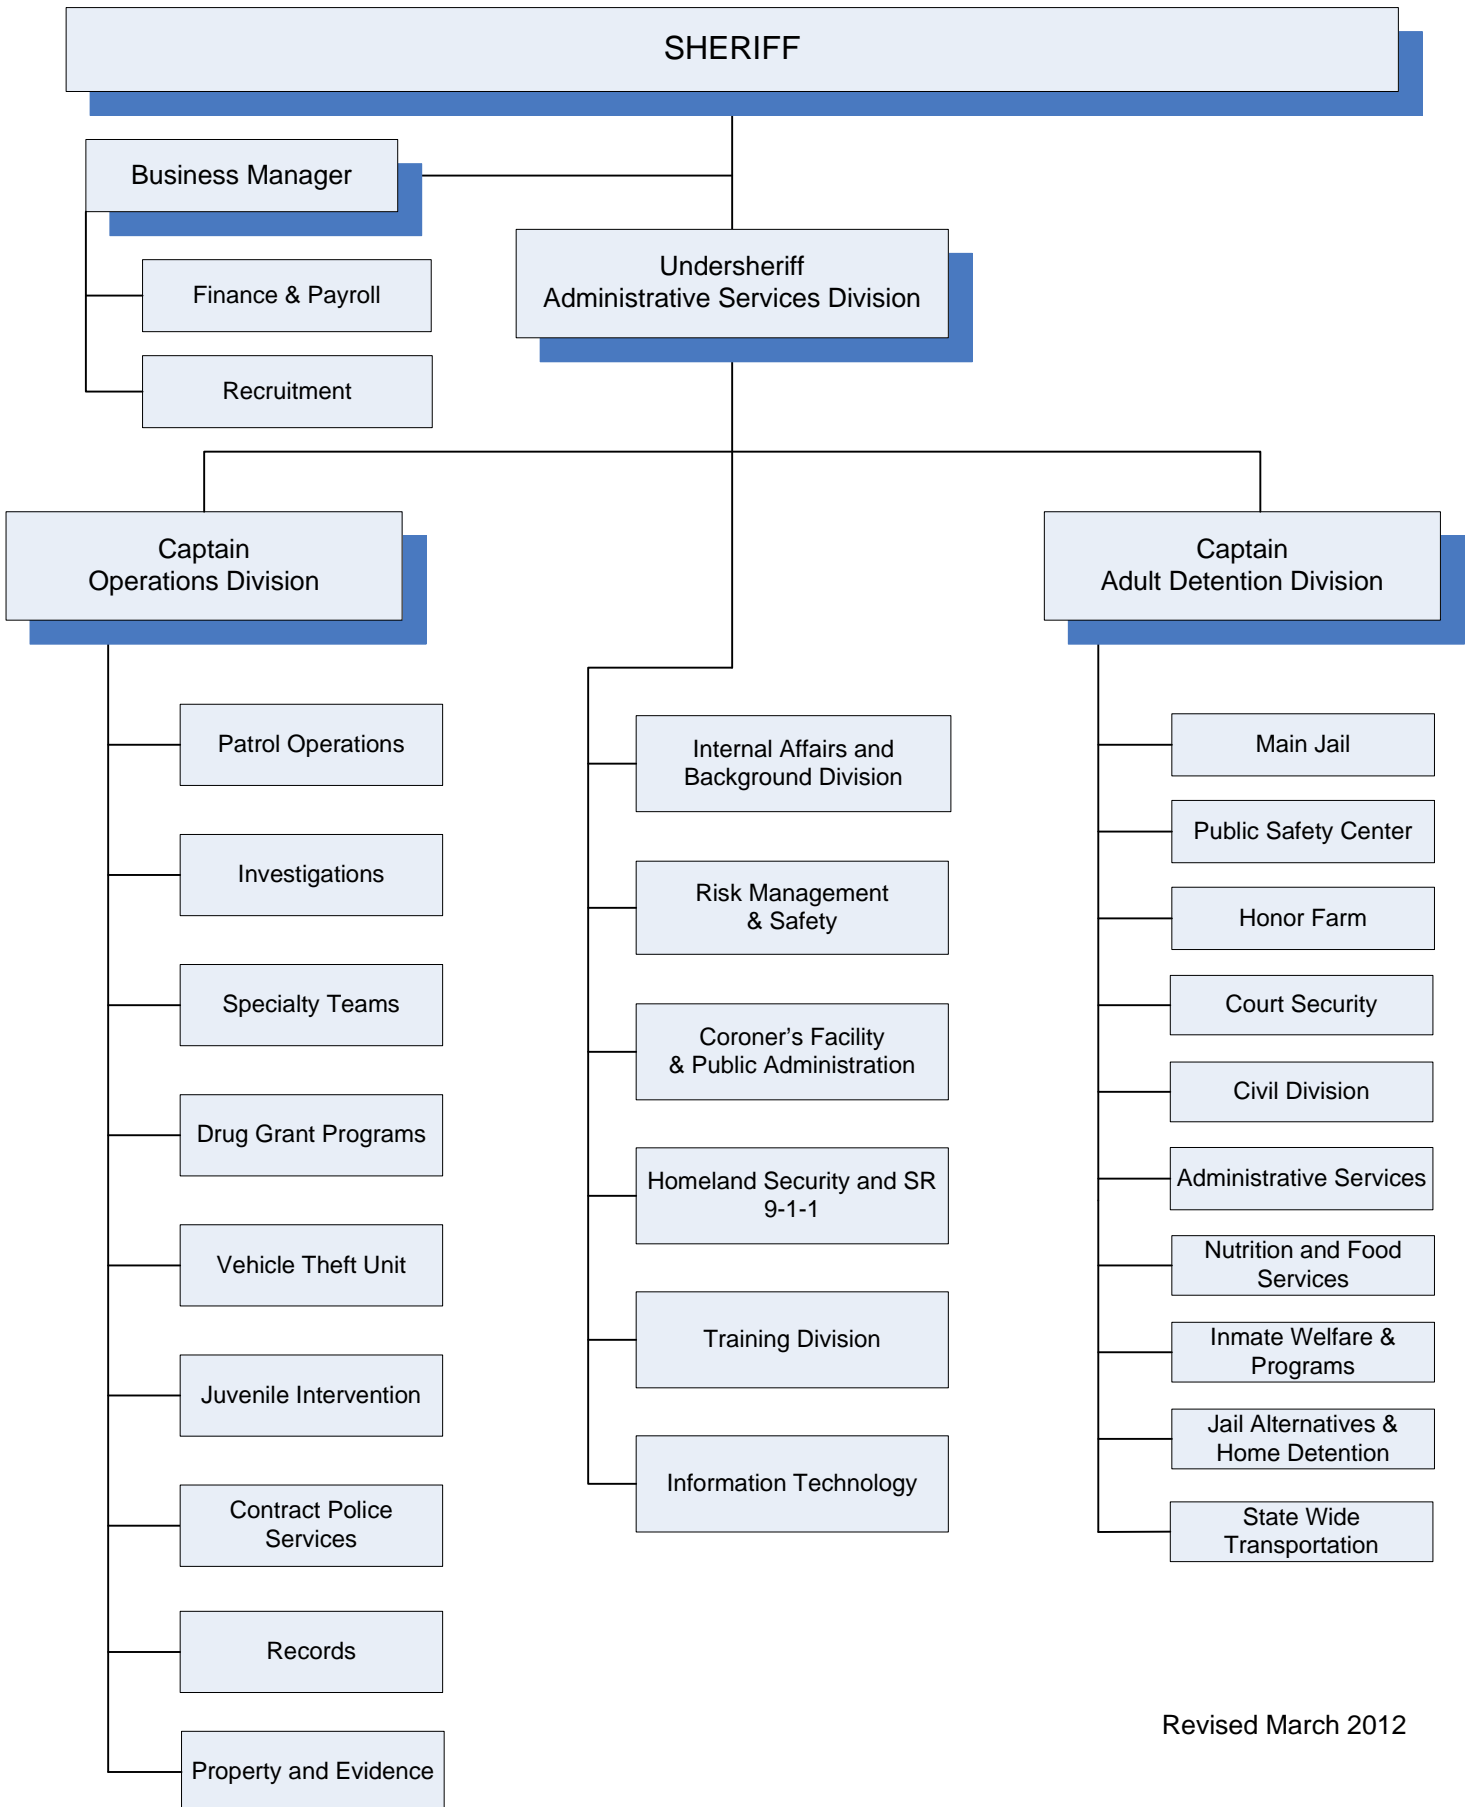 SHERIFF
Business Manager
Finance & Payroll
Recruitment
Undersheriff
Administrative Services Division
Captain
Operations Division
Patrol Operations
Investigations
Specialty Teams
Drug Grant Programs
Vehicle Theft Unit
Juvenile Intervention
Contract Police
Services
Records
Property and Evidence
Internal Affairs and
Background Division
Risk Management
& Safety
Coroner's Facility
& Public Administration
Homeland Security and SR
9-1-1
Training Division
Information Technology
Captain
Adult Detention Division
Main Jail
Public Safety Center
Honor Farm
Court Security
Civil Division
Administrative Services
Nutrition and Food
Services
Inmate Welfare &
Programs
Jail Alternatives &
Home Detention
State Wide
Transportation
Revised March 2012